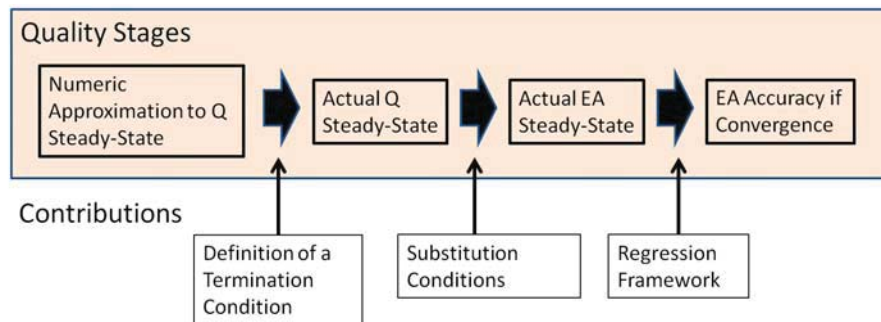 Quality Stages
Numeric
Approximation to Q
Steady-State
Actual Q
Steady-State
Actual EA
Steady-State
EA Accuracy if
Convergence
Contributions
Definition of a
Termination
Condition
Substitution
Conditions
Regression
Framework